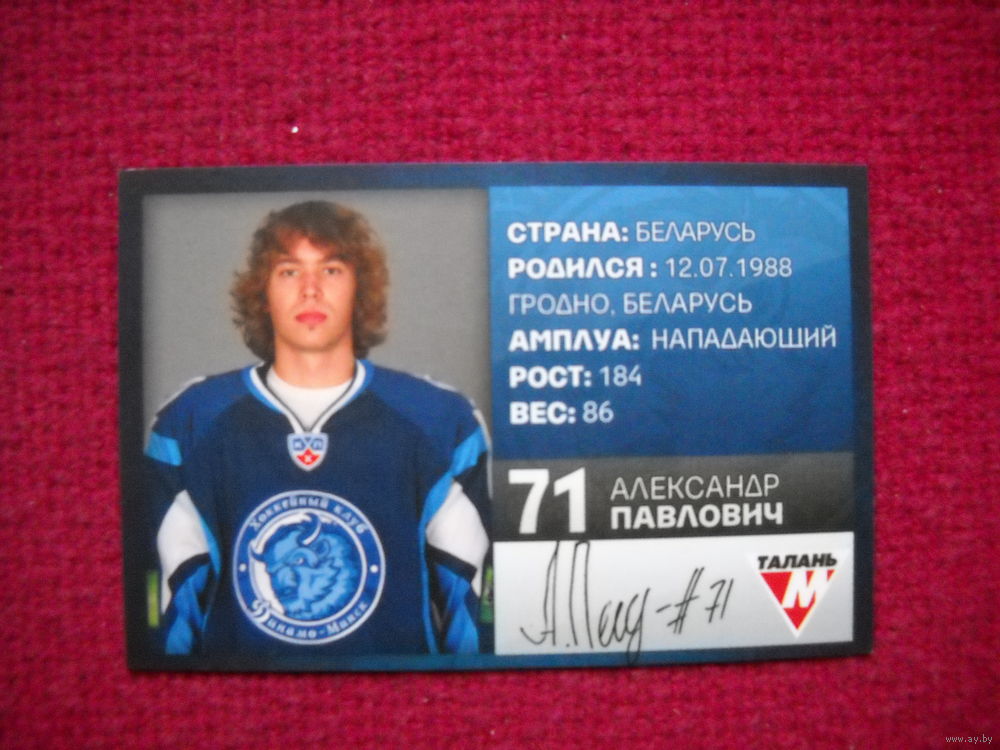 СТРАНА: БЕЛАРУСЬ
РОДИЛСЯ : 12.07.1988
ГРОДНО, БЕЛАРУСЬ
АМПЛУА: НАПАДАЮЩИЙ
РОСТ: 184
ВЕС: 86
71 АЛЕКСАНДР
ПАВЛОВИЧ
КХЛ
Хоккейный клуб
Динамо-Минск
ТАЛАНЬ
М
#71
www.ay.by